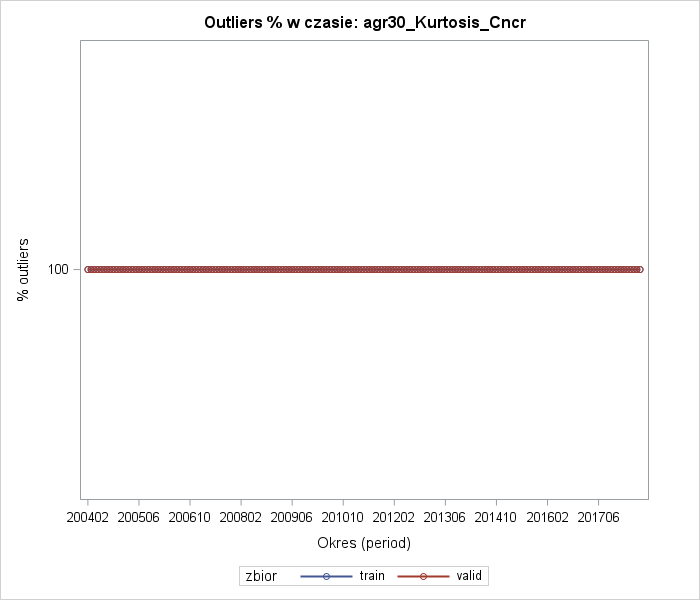 Outliers % w czasie: agr30_Kurtosis_Cncr
% outliers
100
200402 200506 200610 200802 200906 201010 201202 201306 201410 201602 201706
Okres (period)
zbior train valid